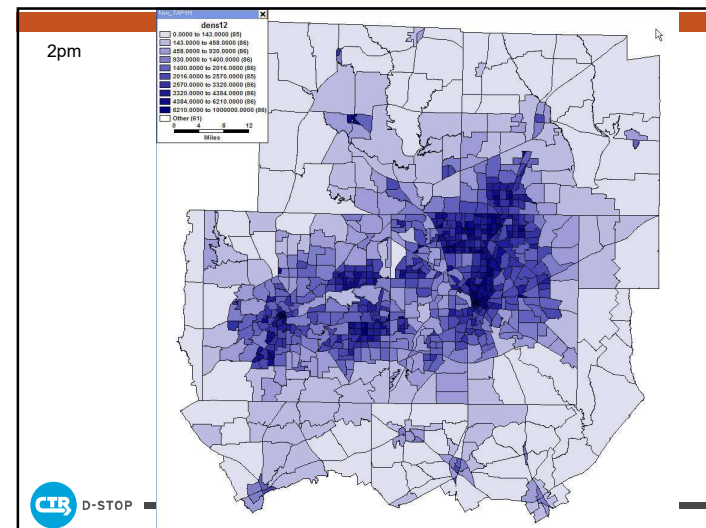 dens12
0.0000 to 143.0000 (85)
143.0000 to 458.0000 (86)
458.0000 to 930.0000 (86)
930.0000 to 1400.0000 (86)
1400.0000 to 2016.0000 (86)
2016.0000 to 2570.0000 (85)
2570.0000 to 3320.0000 (86)
3320.0000 to 4384.0000 (86)
4384.0000 to 6210.0000 (86)
6210.0000 to 1000000.0000 (86)
Other (61)
0 4 8 12
Miles
2pm
CTR D-STOP